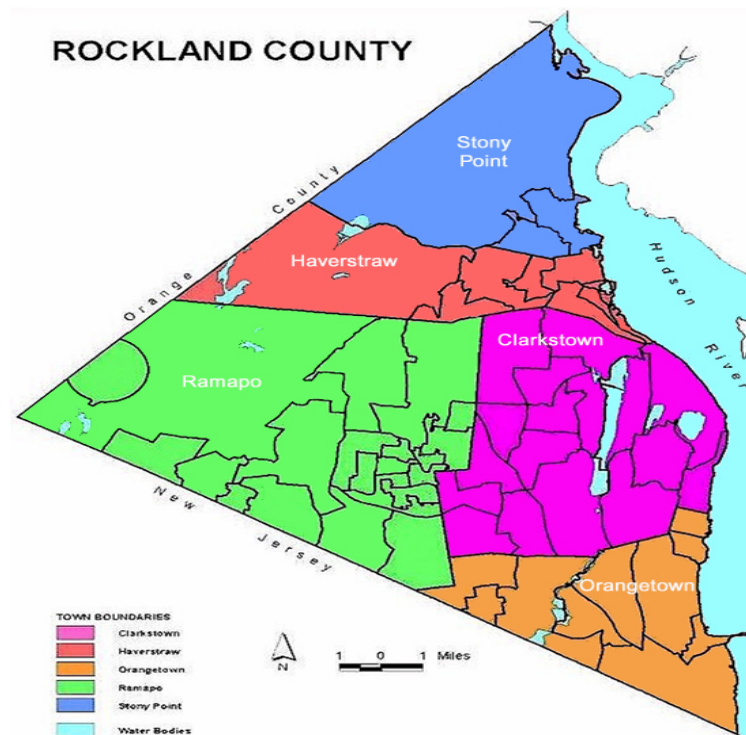 ROCKLAND COUNTY
Stony
Point
Orange County
Haverstraw
Hudson River
Clarkstown
Ramapo
New Jersey
Orangetown
TOWN BOUNDARIES
Clarkstown
Haverstraw
Orangetown
Ramapo
Stony Point
Water Bodies
N
1 0 1 Miles